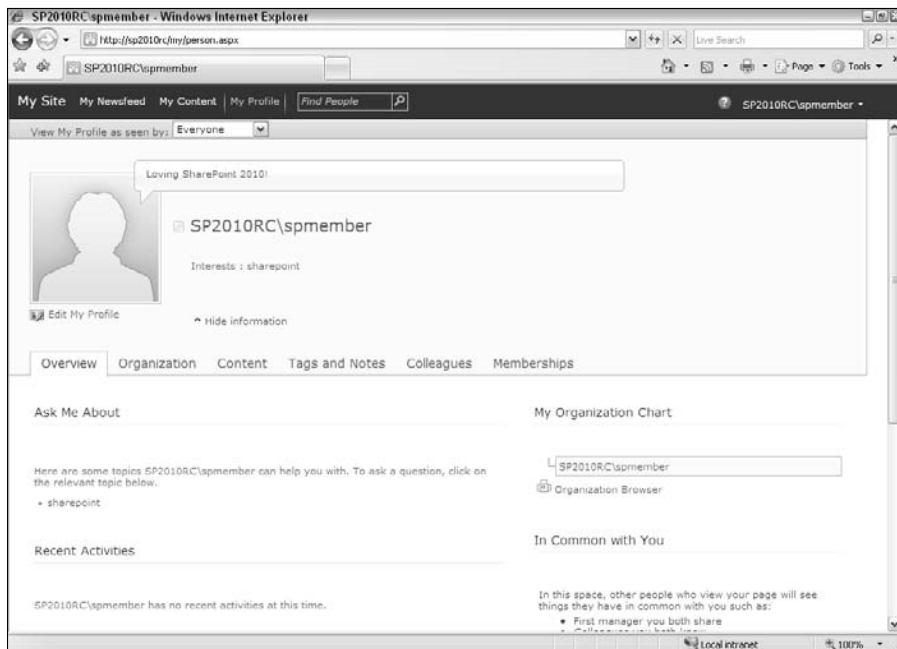 SP2010RC\spmember - Windows Internet Explorer
http://sp2010rc/my/person.aspx
Live Search
SP2010RC\spmember
Page
Tools
My Site My Newsfeed My Content My Profile Find People
SP2010RC\spmember
View My Profile as seen by: Everyone
Loving SharePoint 2010!
SP2010RC\spmember
Interests : sharepoint
Edit My Profile
Hide information
Overview Organization Content Tags and Notes Colleagues Memberships
Ask Me About
Here are some topics SP2010RC\spmember can help you with. To ask a question, click on
the relevant topic below.
• sharepoint
Recent Activities
SP2010RC\spmember has no recent activities at this time.
My Organization Chart
SP2010RC\spmember
Organization Browser
In Common with You
In this space, other people who view your page will see
things they have in common with you such as:
• First manager you both share
• Colleagues you both know
Local intranet
100%